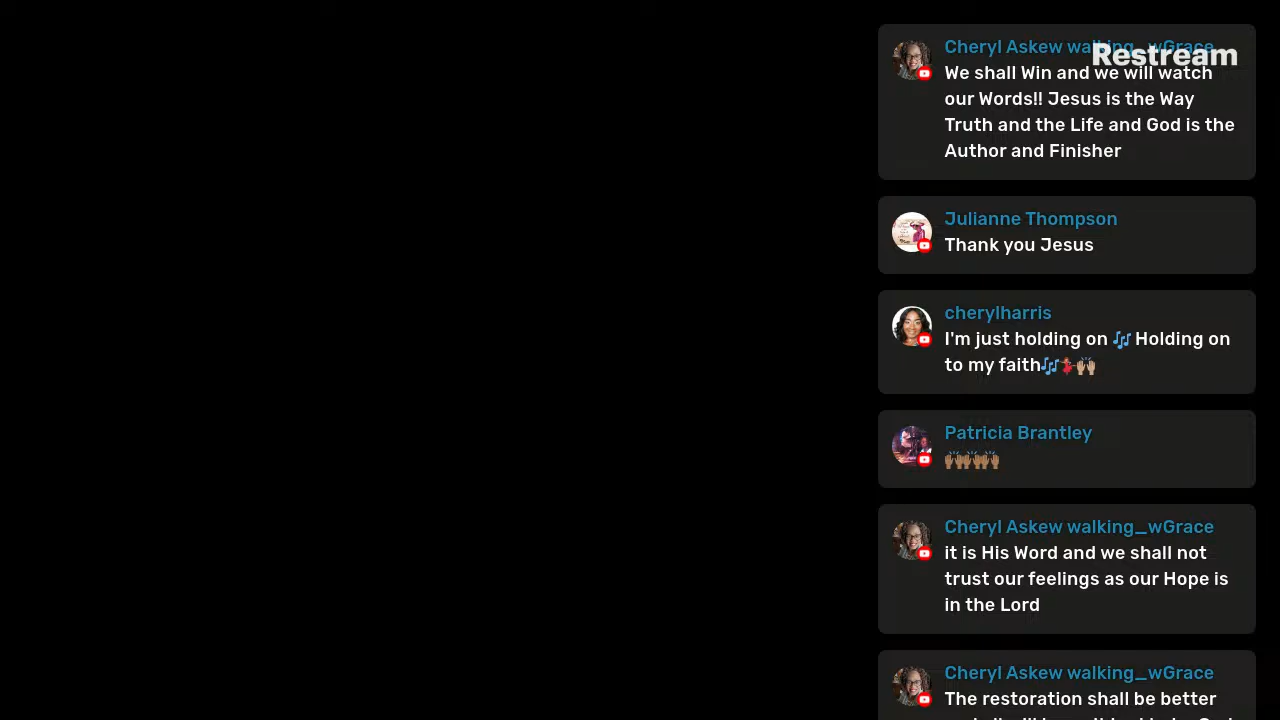 Cheryl Askew walking_wGrace
Restream
We shall Win and we will watch
our Words!! Jesus is the Way
Truth and the Life and God is the
Author and Finisher
Julianne Thompson
Thank you Jesus
cherylharris
I'm just holding on 🎶 Holding on
to my faith🎶💃🏽🙌🏼
Patricia Brantley
🙌🏽🙌🏽🙌🏽
Cheryl Askew walking_wGrace
it is His Word and we shall not
trust our feelings as our Hope is
in the Lord
Cheryl Askew walking_wGrace
The restoration shall be better